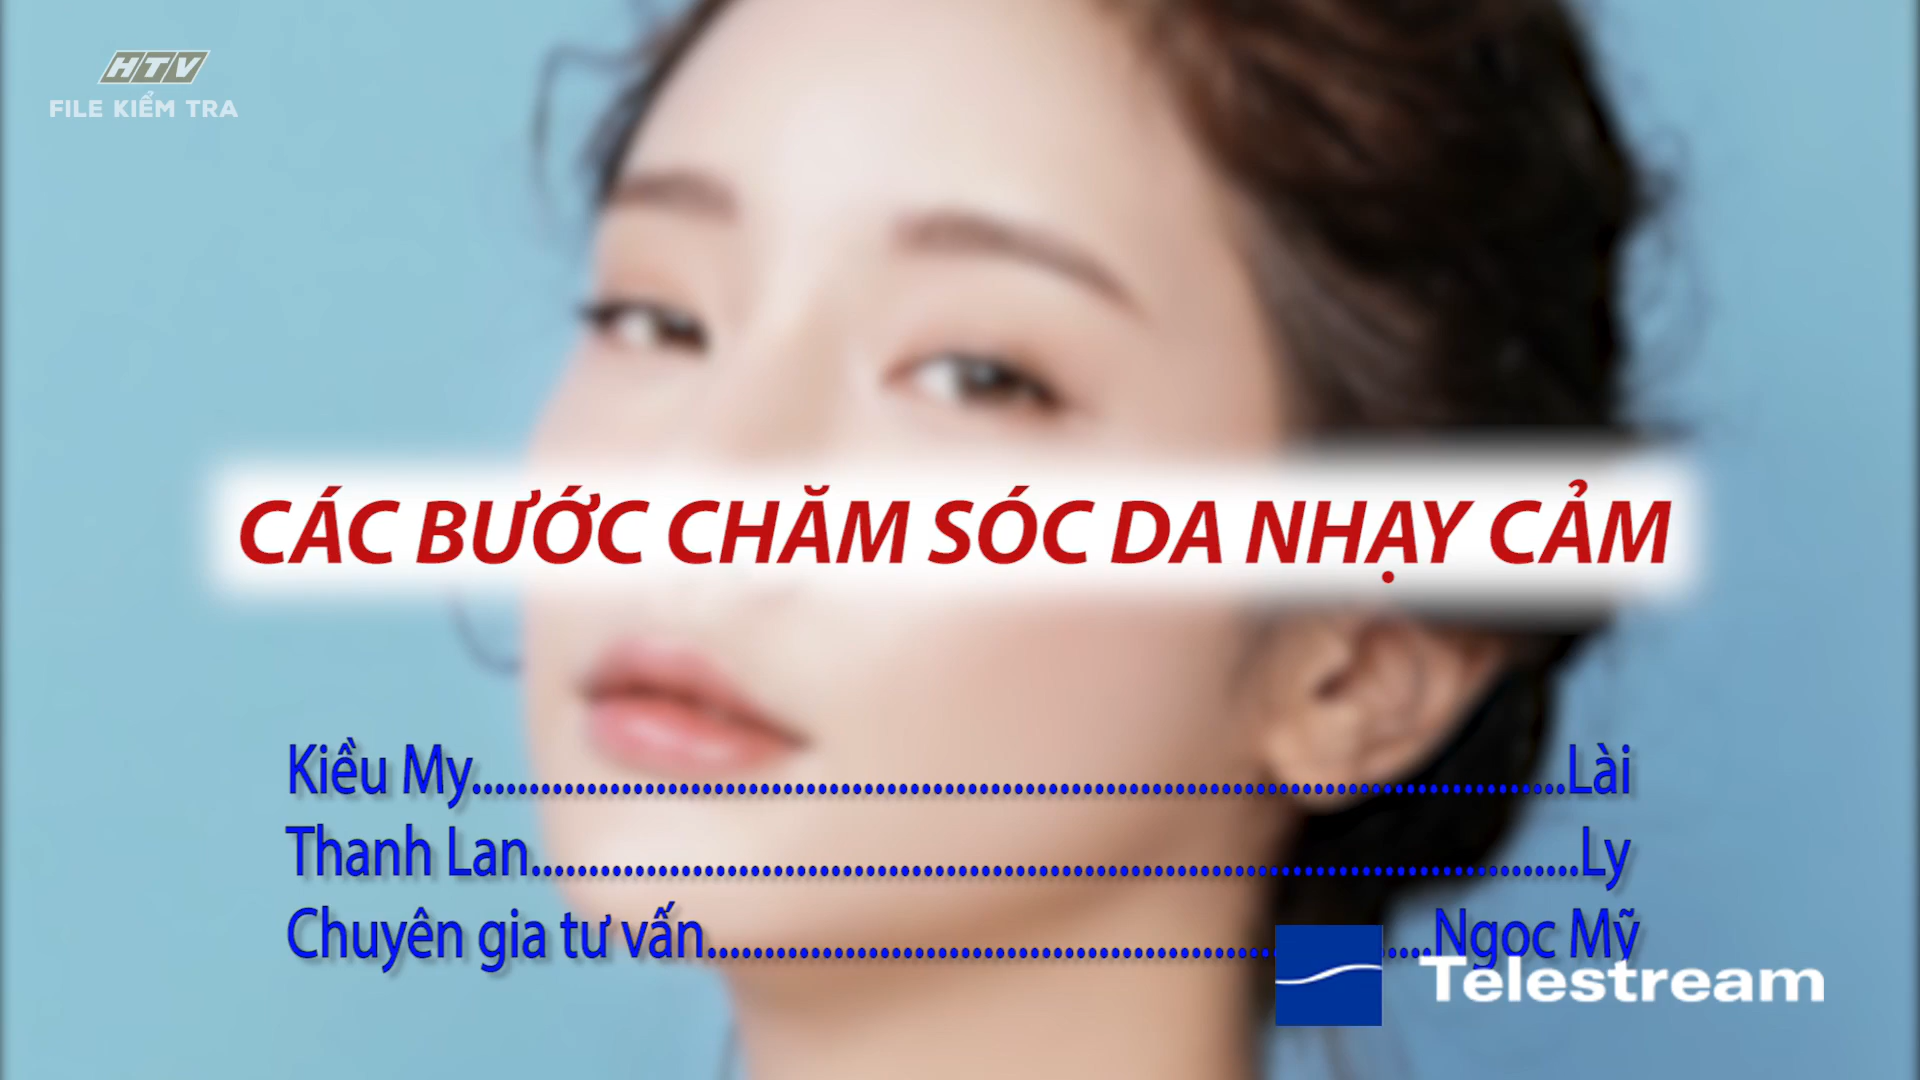 HTV
FILE KIỂM TRA
CÁC BƯỚC CHĂM SÓC DA NHẠY CẢM
Kiều My........................................................................................Lài
Thanh Lan....................................................................................Ly
Chuyên gia tư vấn..........................................................Ngọc Mỹ
Telestream